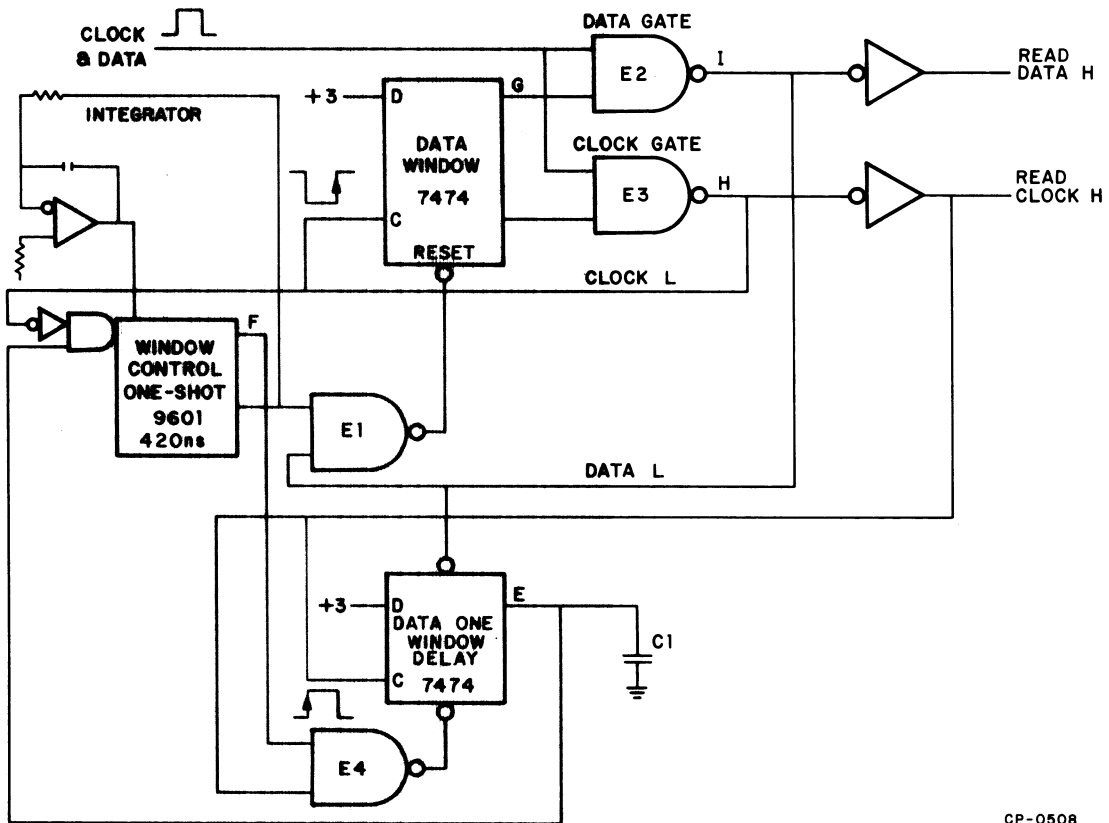 DATA GATE
CLOCK
& DATA
E2
I
READ
DATA H
+3
D
G
INTEGRATOR
DATA
WINDOW
7474
CLOCK GATE
E3
H
READ
CLOCK H
C
RESET
CLOCK L
F
WINDOW
CONTROL
ONE-SHOT
9601
420ns
E1
DATA L
+3
D
E
DATA ONE
WINDOW
DELAY
C1
C
7474
E4
CP-0508